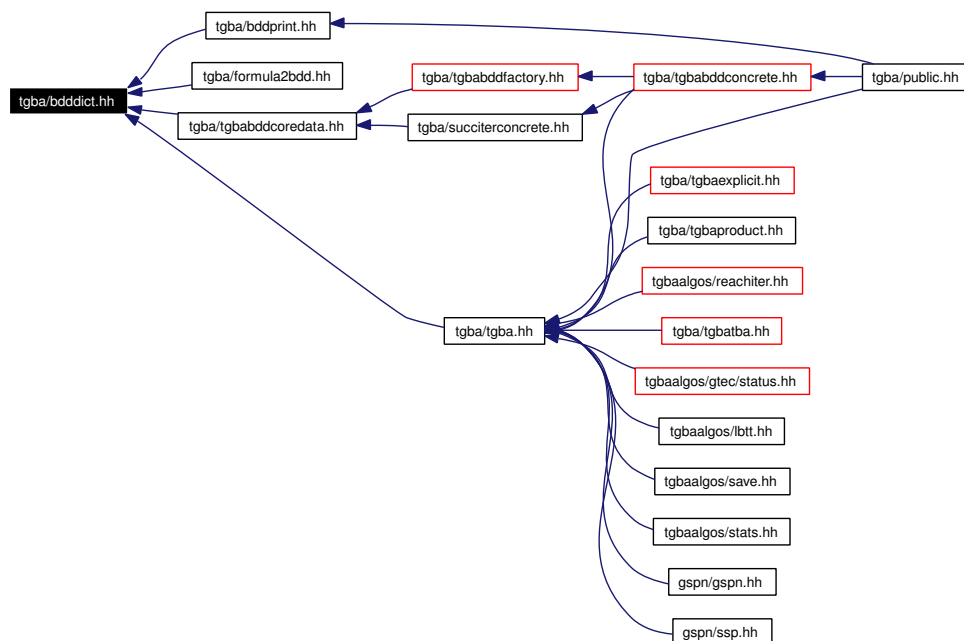 tgba/bddprint.hh
tgba/formula2bdd.hh
tgba/tgbabddfactory.hh
tgba/tgbabddconcrete.hh
tgba/public.hh
tgba/bdddict.hh
tgba/tgbabddcoredata.hh
tgba/succiterconcrete.hh
tgba/tgbaexplicit.hh
tgba/tgbaproduct.hh
tgbaalgos/reachiter.hh
tgba/tgba.hh
tgba/tgbatba.hh
tgbaalgos/gtec/status.hh
tgbaalgos/lbtt.hh
tgbaalgos/save.hh
tgbaalgos/stats.hh
gspn/gspn.hh
gspn/ssp.hh